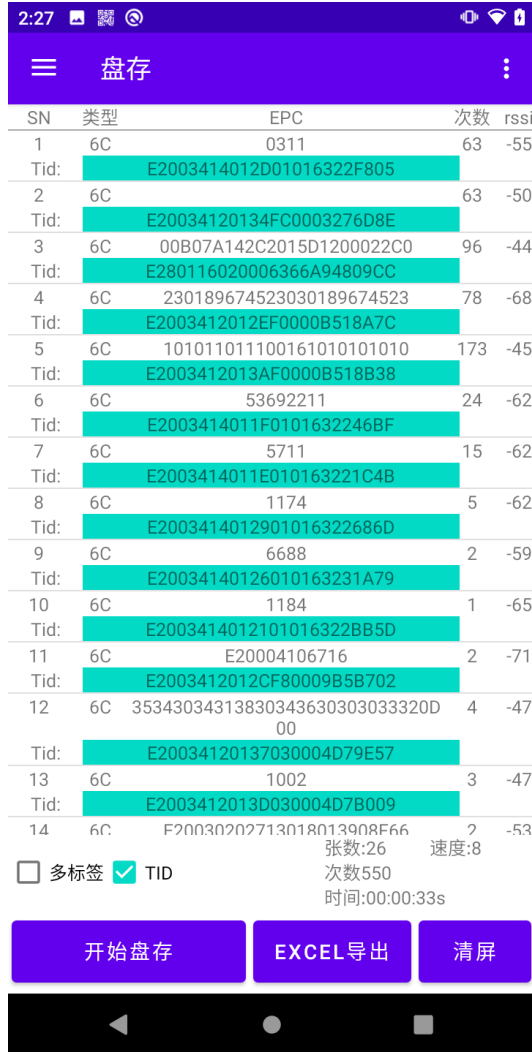 2:27
盘存
SN 类型 EPC 次数 rssi
1 6C 0311 63 -55
Tid: E2003414012D01016322F805
2 6C 63 -50
Tid: E20034120134FC0003276D8E
3 6C 00B07A142C2015D1200022C0 96 -44
Tid: E280116020006366A94809CC
4 6C 230189674523030189674523 78 -68
Tid: E2003412012EF0000B518A7C
5 6C 101011011100161010101010 173 -45
Tid: E2003412013AF0000B518B38
6 6C 53692211 24 -62
Tid: E2003414011F0101632246BF
7 6C 5711 15 -62
Tid: E2003414011E010163221C4B
8 6C 1174 5 -62
Tid: E2003414012901016322686D
9 6C 6688 2 -59
Tid: E20034140126010163231A79
10 6C 1184 1 -65
Tid: E2003414012101016322BB5D
11 6C E20004106716 2 -71
Tid: E2003412012CF80009B5B702
12 6C 35343034313830343630303033320D 4 -47
00
Tid: E20034120137030004D79E57
13 6C 1002 3 -47
Tid: E2003412013D030004D7B009
14 6C E20030202713018013908E66 2 -53
张数:26 速度:8
多标签 TID 次数550
时间:00:00:33s
开始盘存 EXCEL导出 清屏